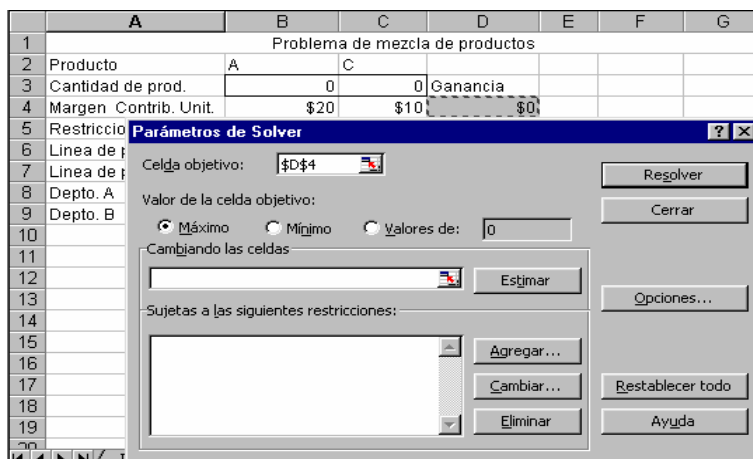 A B C D E F G
1 Problema de mezcla de productos
2 Producto A C
3 Cantidad de prod. 0 0 Ganancia
4 Margen Contrib. Unit. $20 $10 $0
5 Restriccio
6 Linea de p
7 Linea de p
8 Depto. A
9 Depto. B
10
11
12
13
14
15
16
17
18
19
Parámetros de Solver
Celda objetivo: $D$4
Resolver
Valor de la celda objetivo:
Cerrar
Máximo Mínimo Valores de: 0
Cambiando las celdas
Estimar
Opciones...
Sujetas a las siguientes restricciones:
Agregar...
Cambiar...
Restablecer todo
Eliminar
Ayuda